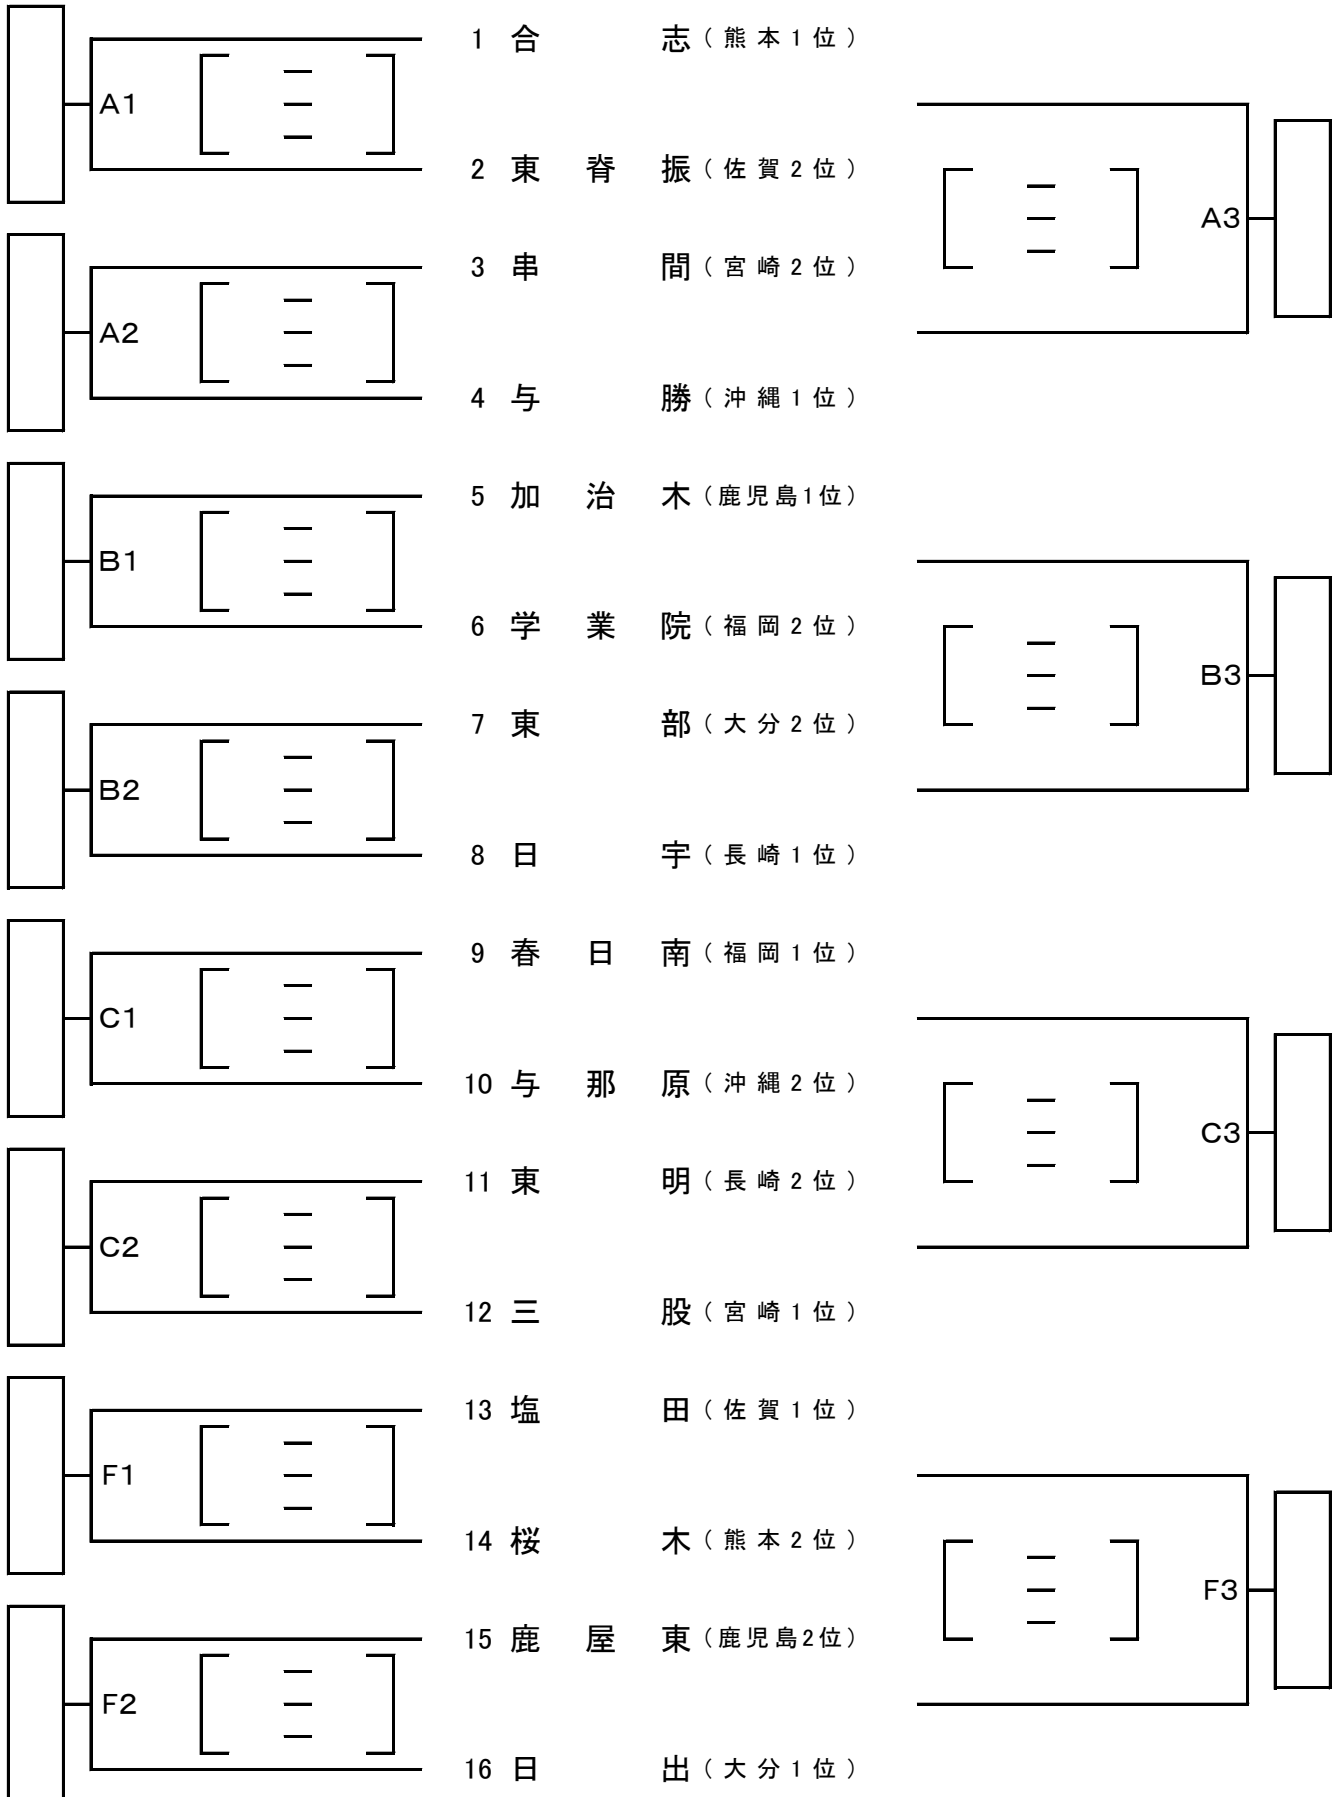 1 合志（熊本1位）
A1
2 東脊振（佐賀2位）
A3
3 串間（宮崎2位）
A2
4 与勝（沖縄1位）
5 加治木（鹿児島1位）
B1
6 学業院（福岡2位）
B3
7 東部（大分2位）
B2
8 日宇（長崎1位）
9 春日南（福岡1位）
C1
10 与那原（沖縄2位）
C3
11 東明（長崎2位）
C2
12 三股（宮崎1位）
13 塩田（佐賀1位）
F1
14 桜木（熊本2位）
F3
15 鹿屋東（鹿児島2位）
F2
16 日出（大分1位）